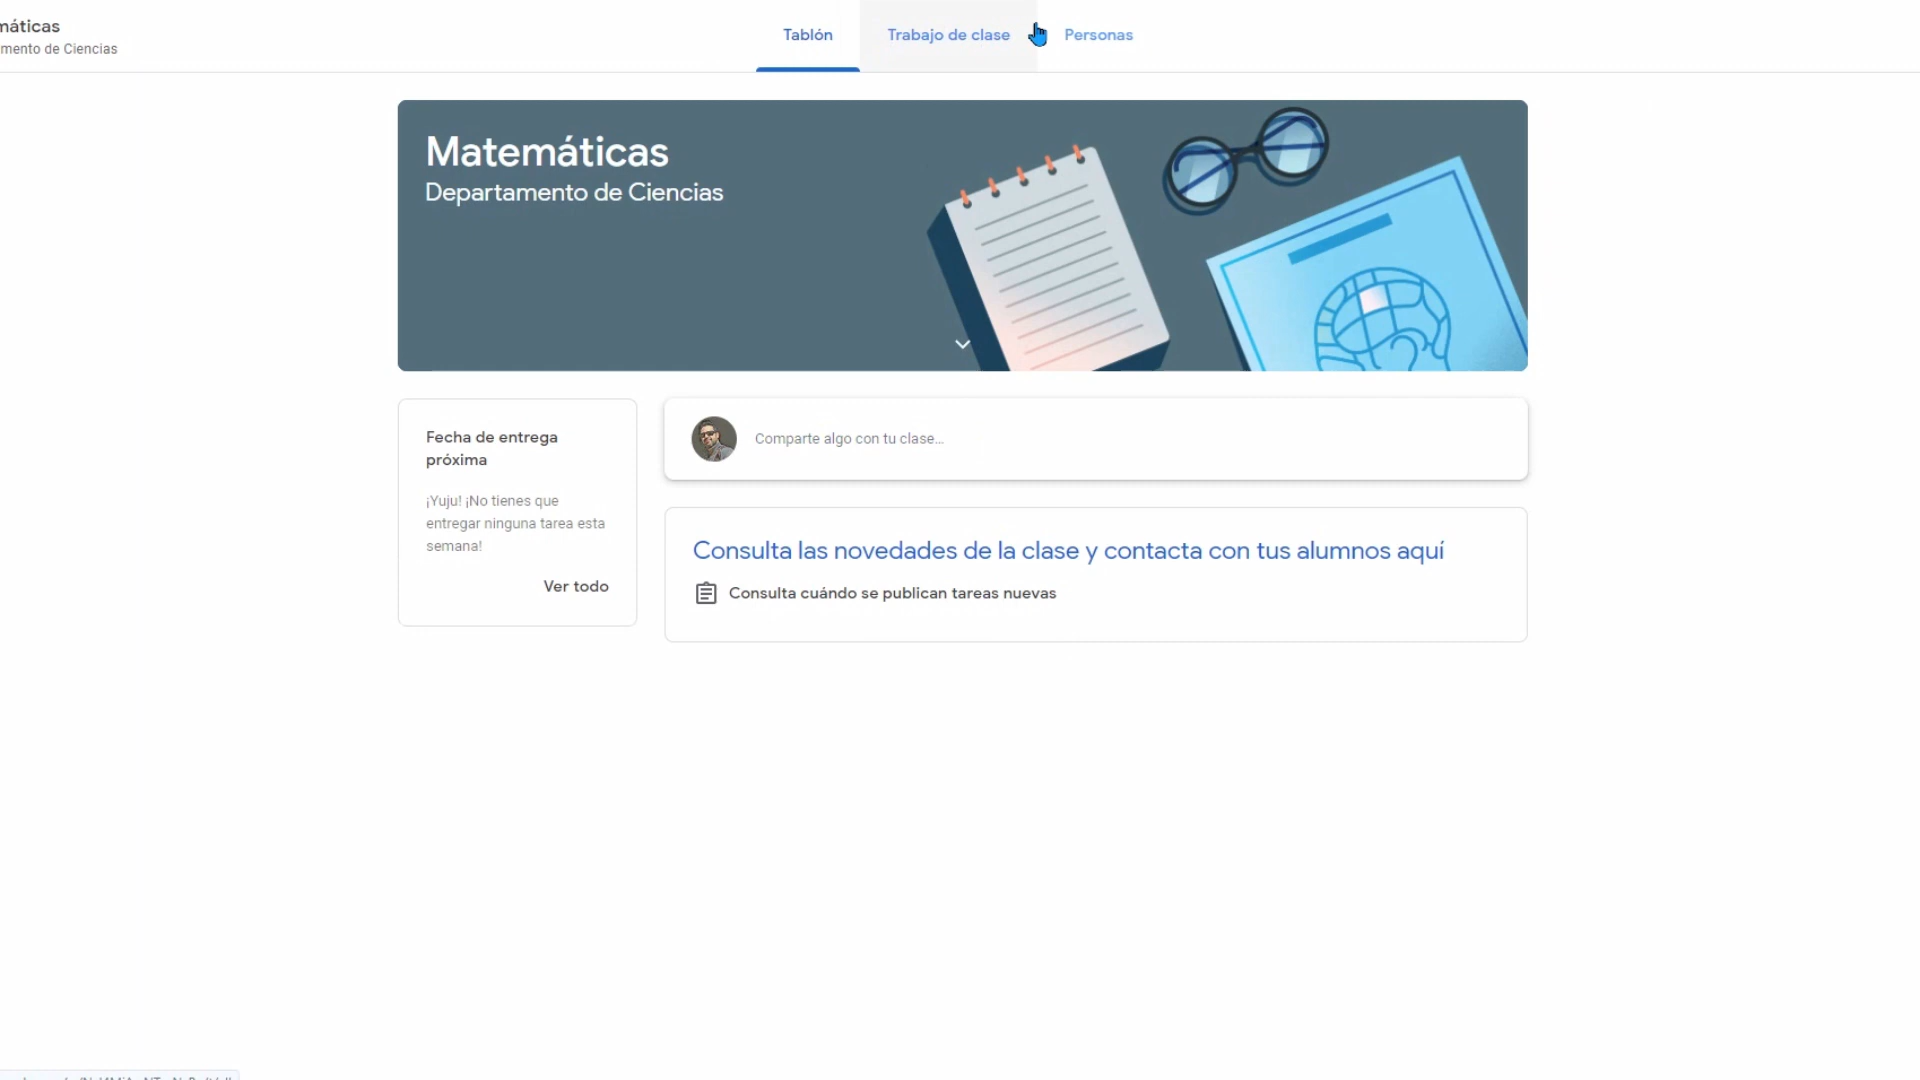 máticas
mento de Ciencias
Tablón
Trabajo de clase
Personas
Matemáticas
Departamento de Ciencias
Fecha de entrega
próxima
¡Yuju! ¡No tienes que
entregar ninguna tarea esta
semana!
Ver todo
Comparte algo con tu clase...
Consulta las novedades de la clase y contacta con tus alumnos aquí
Consulta cuándo se publican tareas nuevas